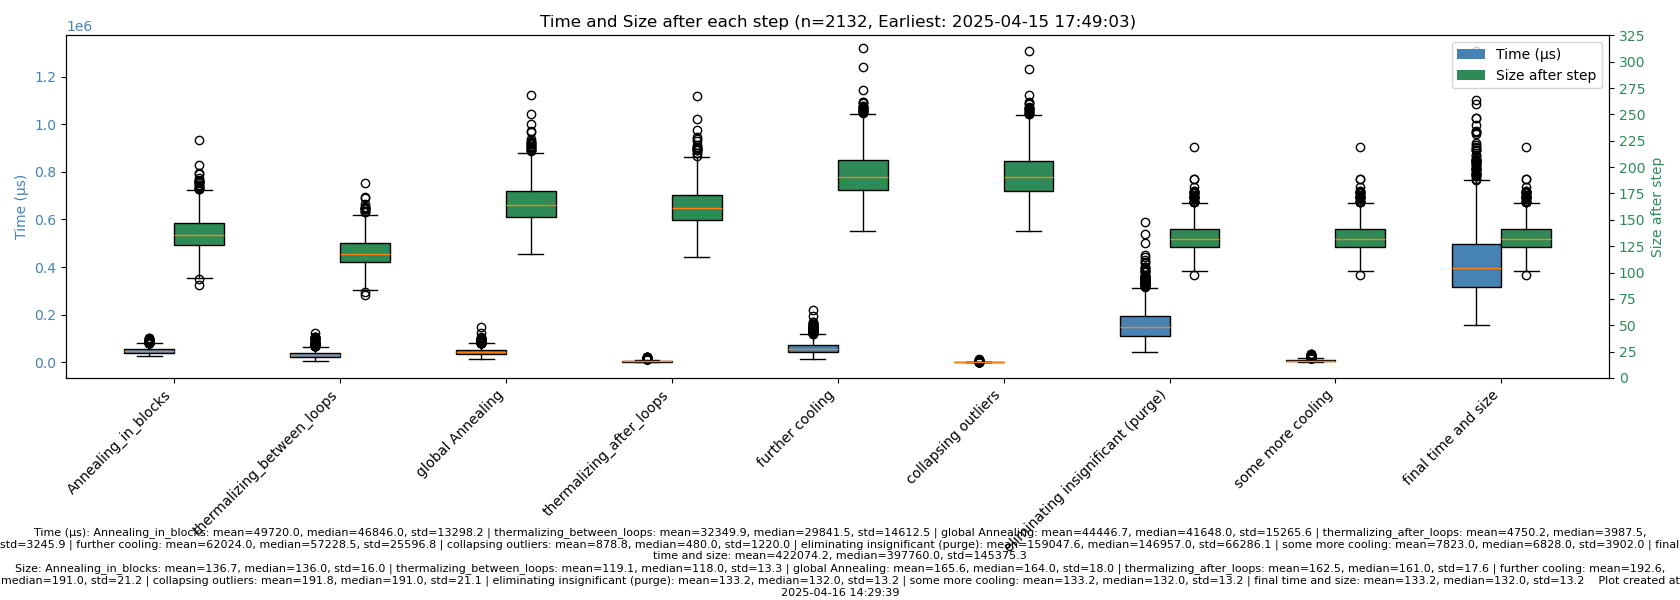 Time and Size after each step (n=2132, Earliest: 2025-04-15 17:49:03)
1e6
Time (µs)
Size after step
1.2
1.0
0.8
0.6
0.4
0.2
0.0
Time (µs)
325
300
275
250
225
200
175
150
125
100
75
50
25
0
Size after step
Annealing_in_blocks
thermalizing_between_loops
global Annealing
thermalizing_after_loops
further cooling
collapsing outliers
eliminating insignificant (purge)
some more cooling
final time and size
Time (µs): Annealing_in_blocks: mean=49720.0, median=46846.0, std=13298.2 | thermalizing_between_loops: mean=32349.9, median=29841.5, std=14612.5 | global Annealing: mean=44446.7, median=41648.0, std=15265.6 | thermalizing_after_loops: mean=4750.2, median=3987.5,
std=3245.9 | further cooling: mean=62024.0, median=57228.5, std=25596.8 | collapsing outliers: mean=878.8, median=480.0, std=1220.0 | eliminating insignificant (purge): mean=159047.6, median=146957.0, std=66286.1 | some more cooling: mean=7823.0, median=6828.0, std=3902.0 | final
time and size: mean=422074.2, median=397760.0, std=145375.3
Size: Annealing_in_blocks: mean=136.7, median=136.0, std=16.0 | thermalizing_between_loops: mean=119.1, median=118.0, std=13.3 | global Annealing: mean=165.6, median=164.0, std=18.0 | thermalizing_after_loops: mean=162.5, median=161.0, std=17.6 | further cooling: mean=192.6,
median=191.0, std=21.2 | collapsing outliers: mean=191.8, median=191.0, std=21.1 | eliminating insignificant (purge): mean=133.2, median=132.0, std=13.2 | some more cooling: mean=133.2, median=132.0, std=13.2 | final time and size: mean=133.2, median=132.0, std=13.2 Plot created at
2025-04-16 14:29:39